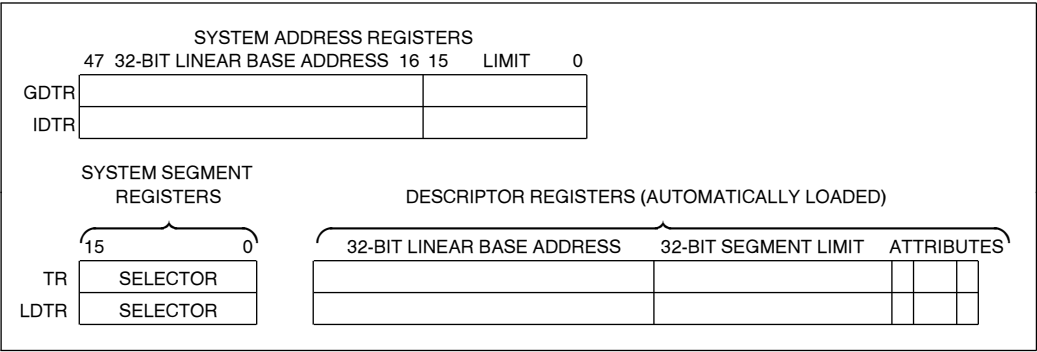 SYSTEM ADDRESS REGISTERS
47 32-BIT LINEAR BASE ADDRESS 16 15 LIMIT 0
GDTR
IDTR
SYSTEM SEGMENT
REGISTERS
DESCRIPTOR REGISTERS (AUTOMATICALLY LOADED)
15 0 32-BIT LINEAR BASE ADDRESS 32-BIT SEGMENT LIMIT ATTRIBUTES
TR SELECTOR
LDTR SELECTOR